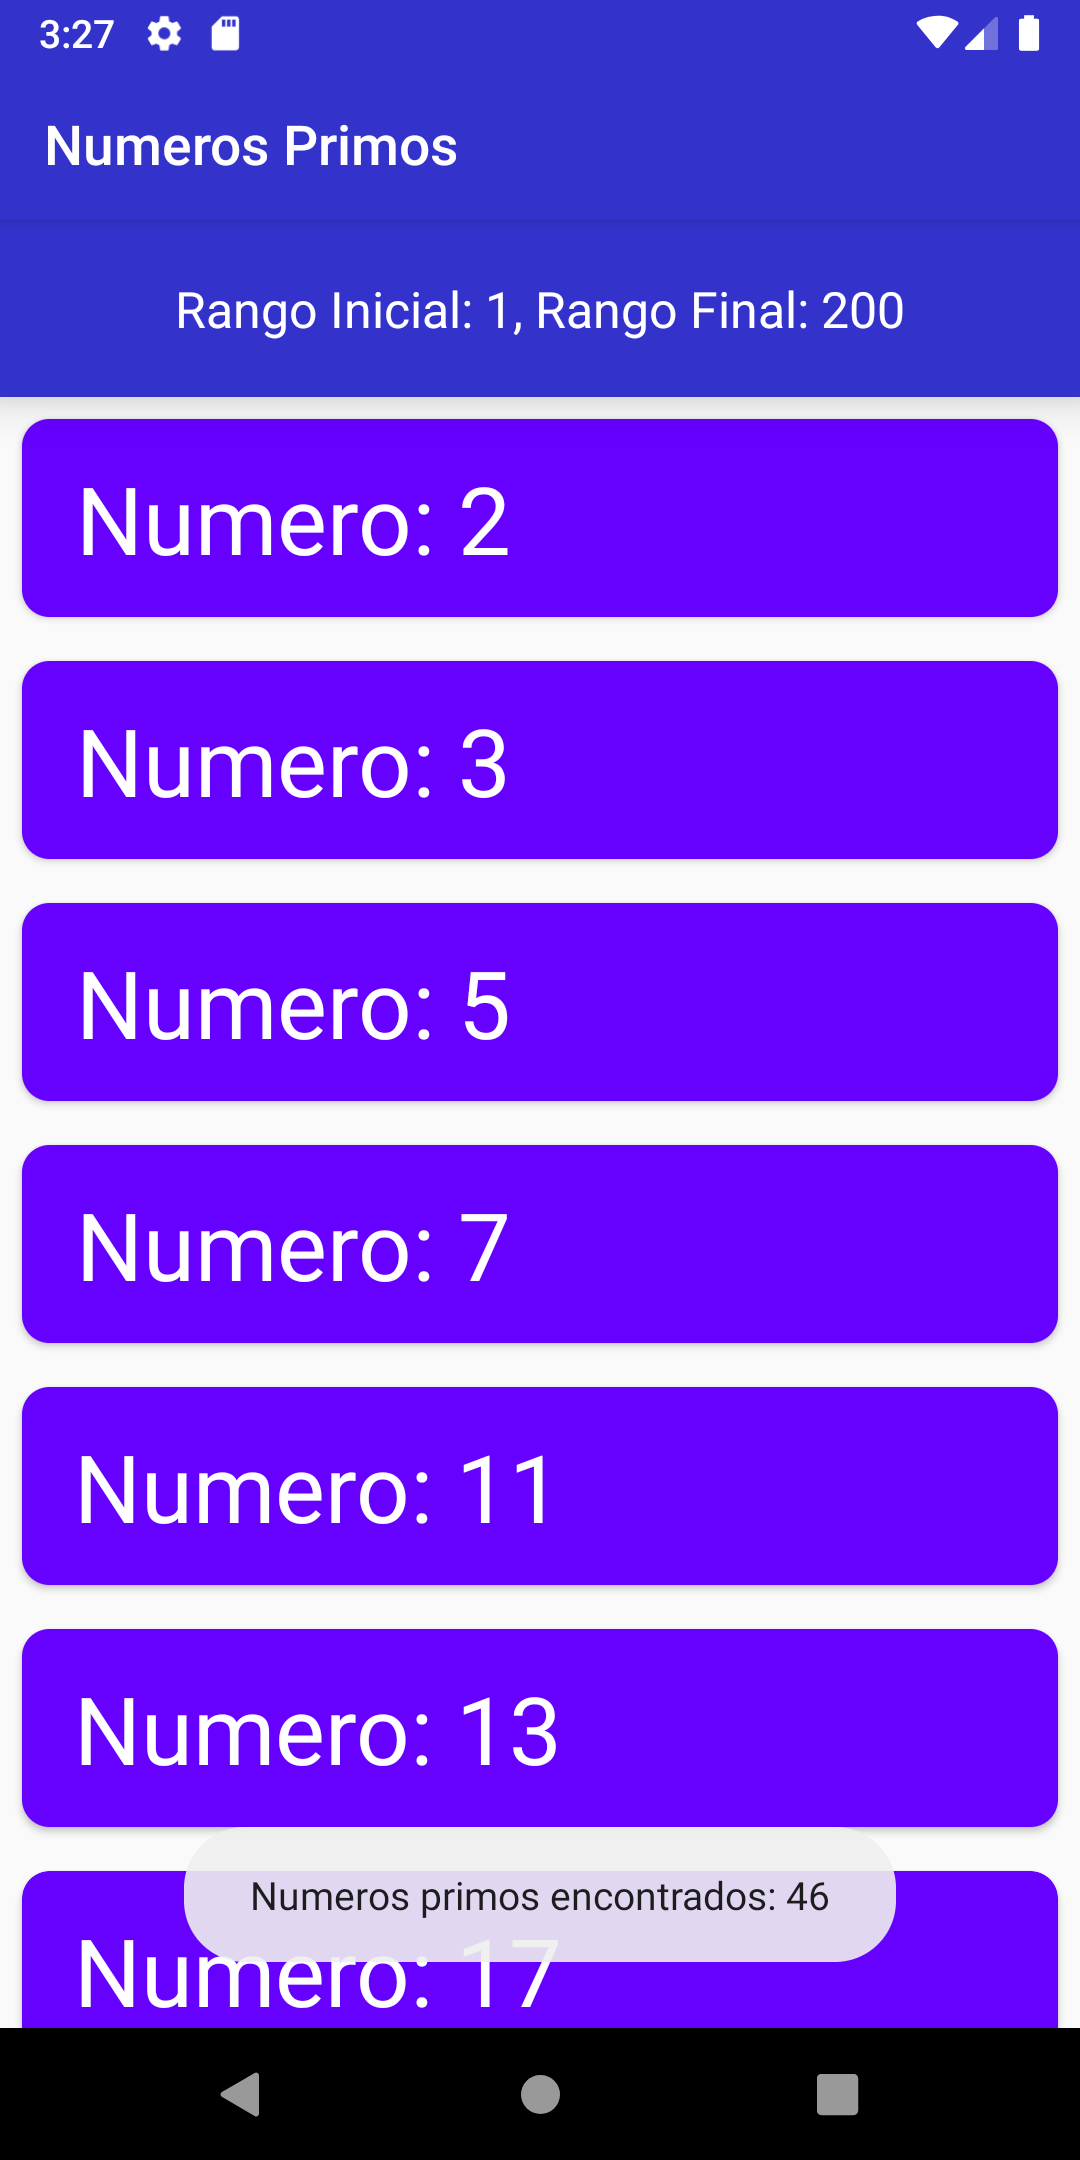 3:27
Numeros Primos
Rango Inicial: 1, Rango Final: 200
Numero: 2
Numero: 3
Numero: 5
Numero: 7
Numero: 11
Numero: 13
Numeros primos encontrados: 46
Numero: 17